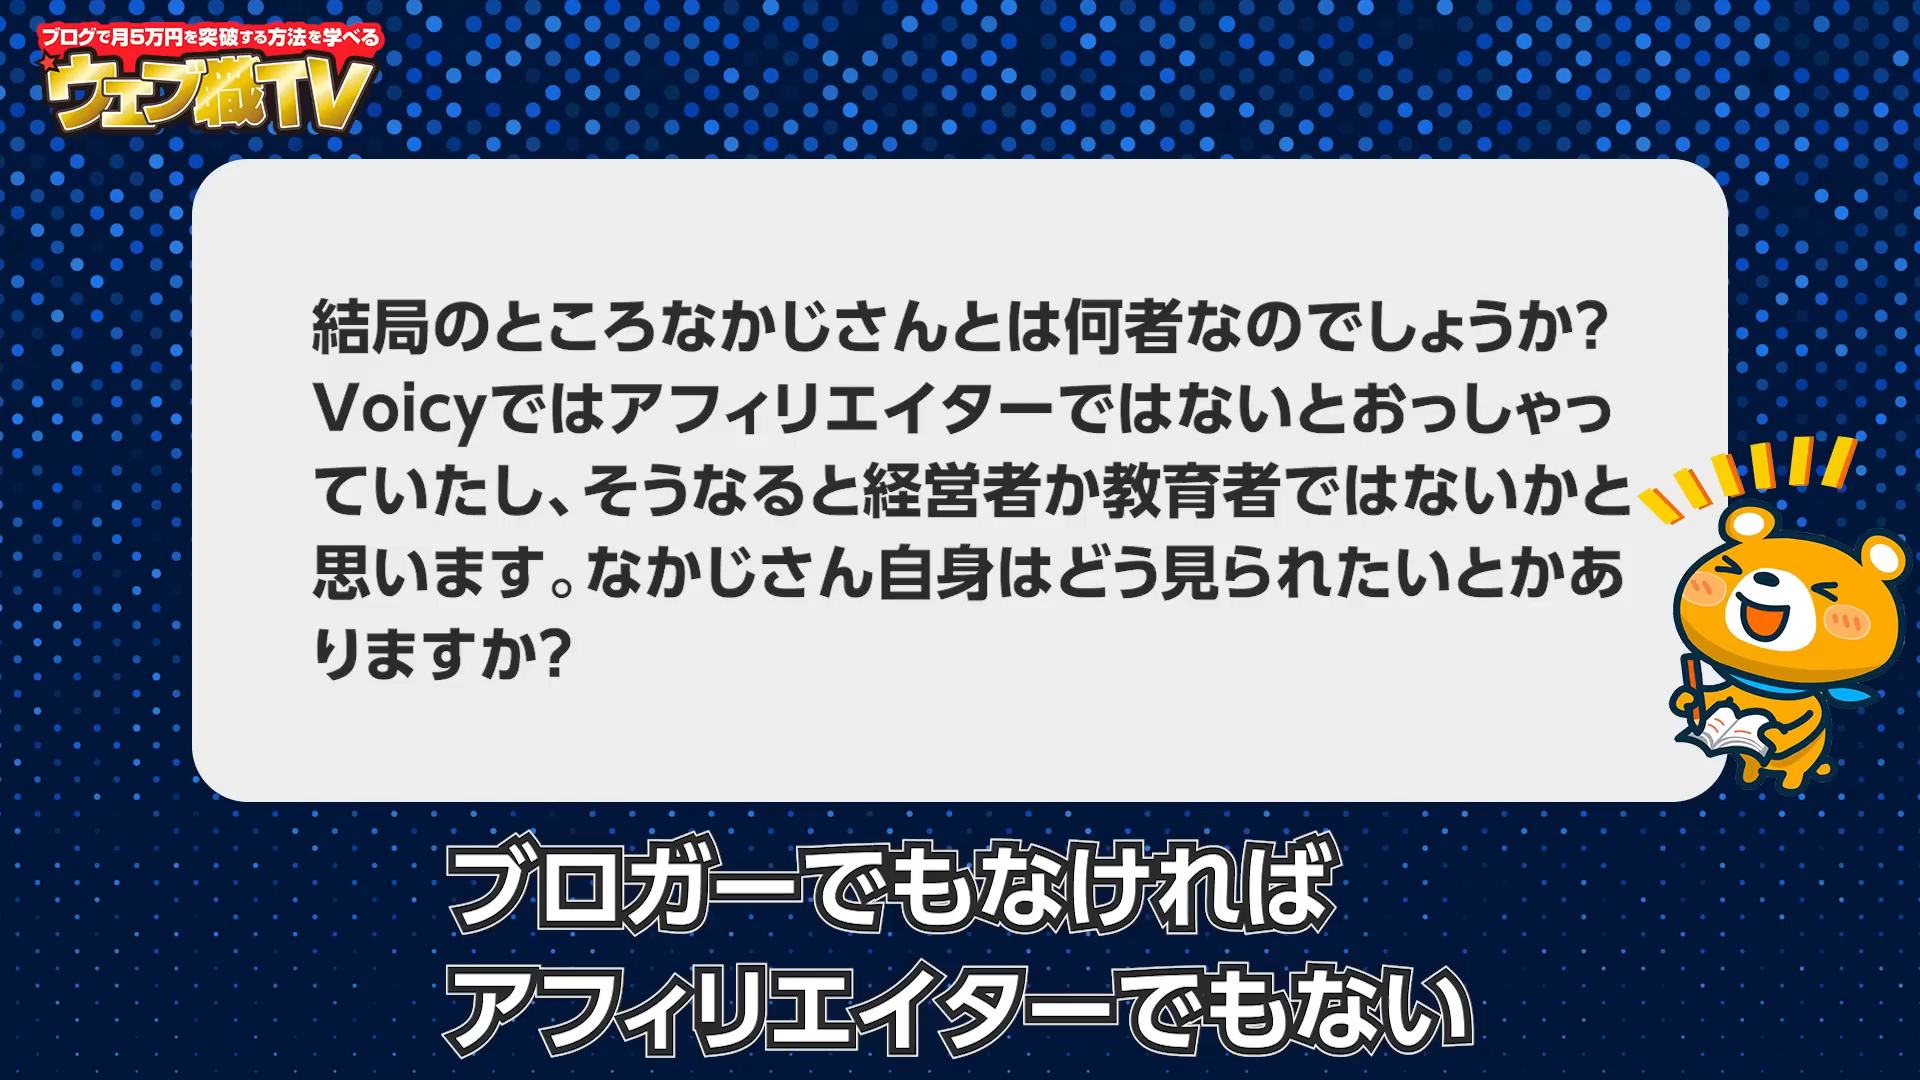 ブログで月5万円を突破する方法を学べる
ウェブ職TV
結局のところなかじさんとは何者なのでしょうか?
Voicyではアフィリエイターではないとおっしゃっ
ていたし、そうなると経営者か教育者ではないかと
思います。なかじさん自身はどう見られたいとかあ
りますか?
ブロガーでもなければ
アフィリエイターでもない